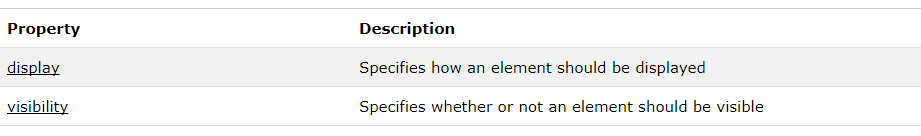 Property Description
display Specifies how an element should be displayed
visibility Specifies whether or not an element should be visible